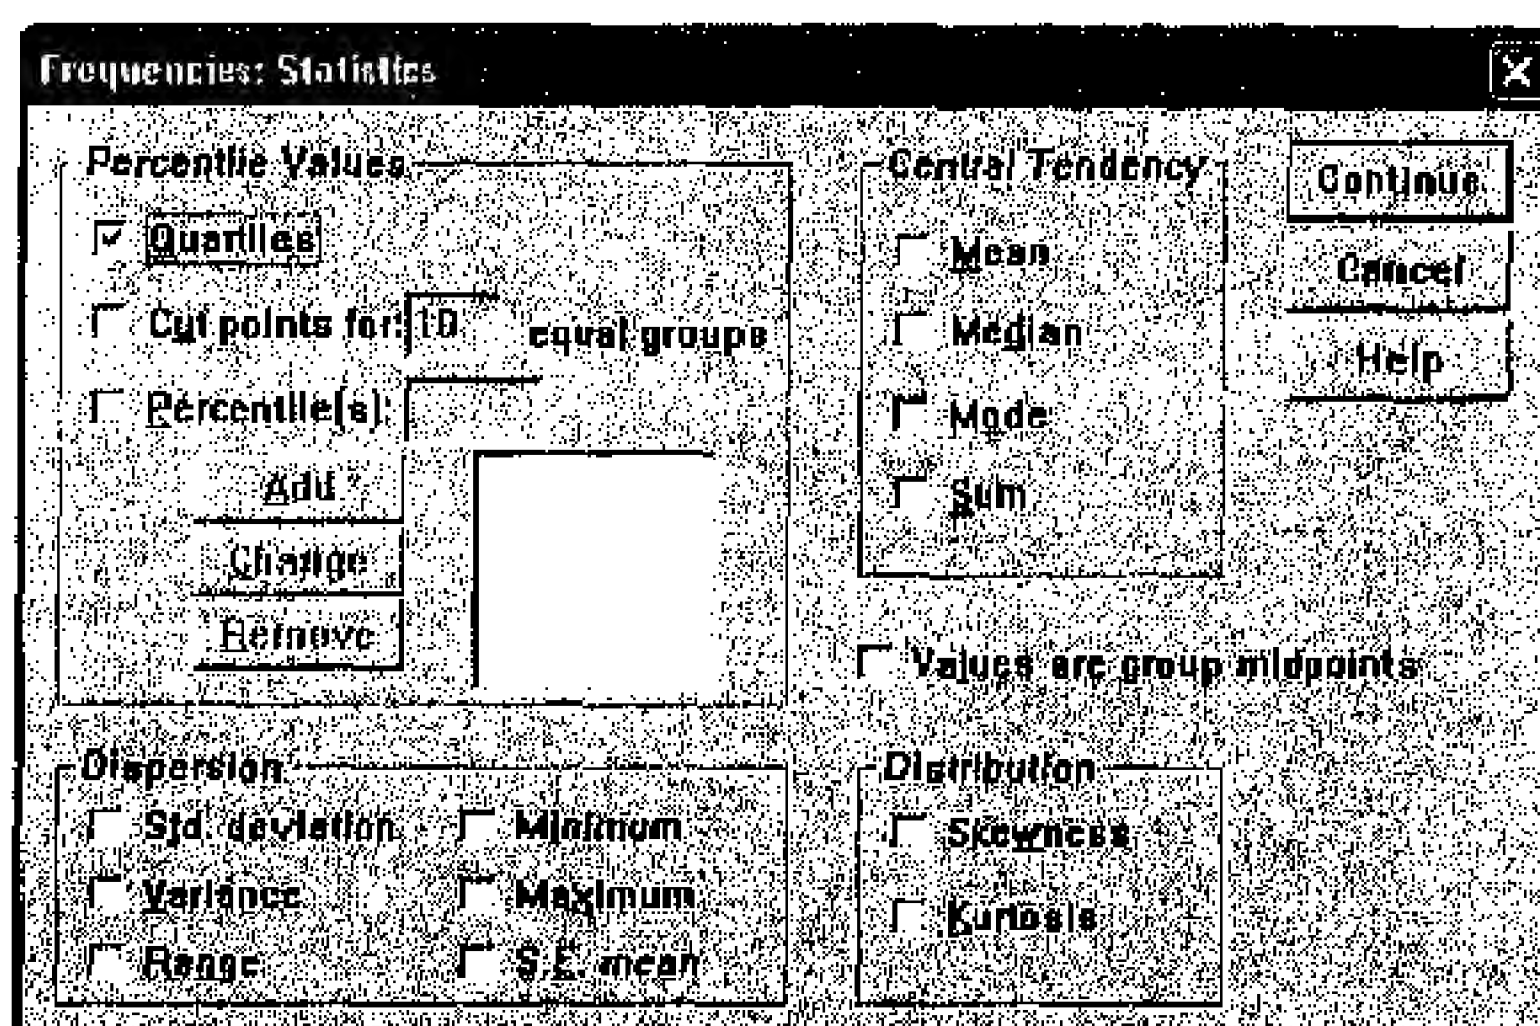 Frequencies: Statistics
Percentile Values
Quartiles
Cut points for: 10 equal groups
Percentile(s):
Add
Change
Remove
Central Tendency
Mean
Median
Mode
Sum
Continue
Cancel
Help
Values are group midpoints
Dispersion
Std. deviation
Minimum
Variance
Maximum
Range
S.E. mean
Distribution
Skewness
Kurtosis